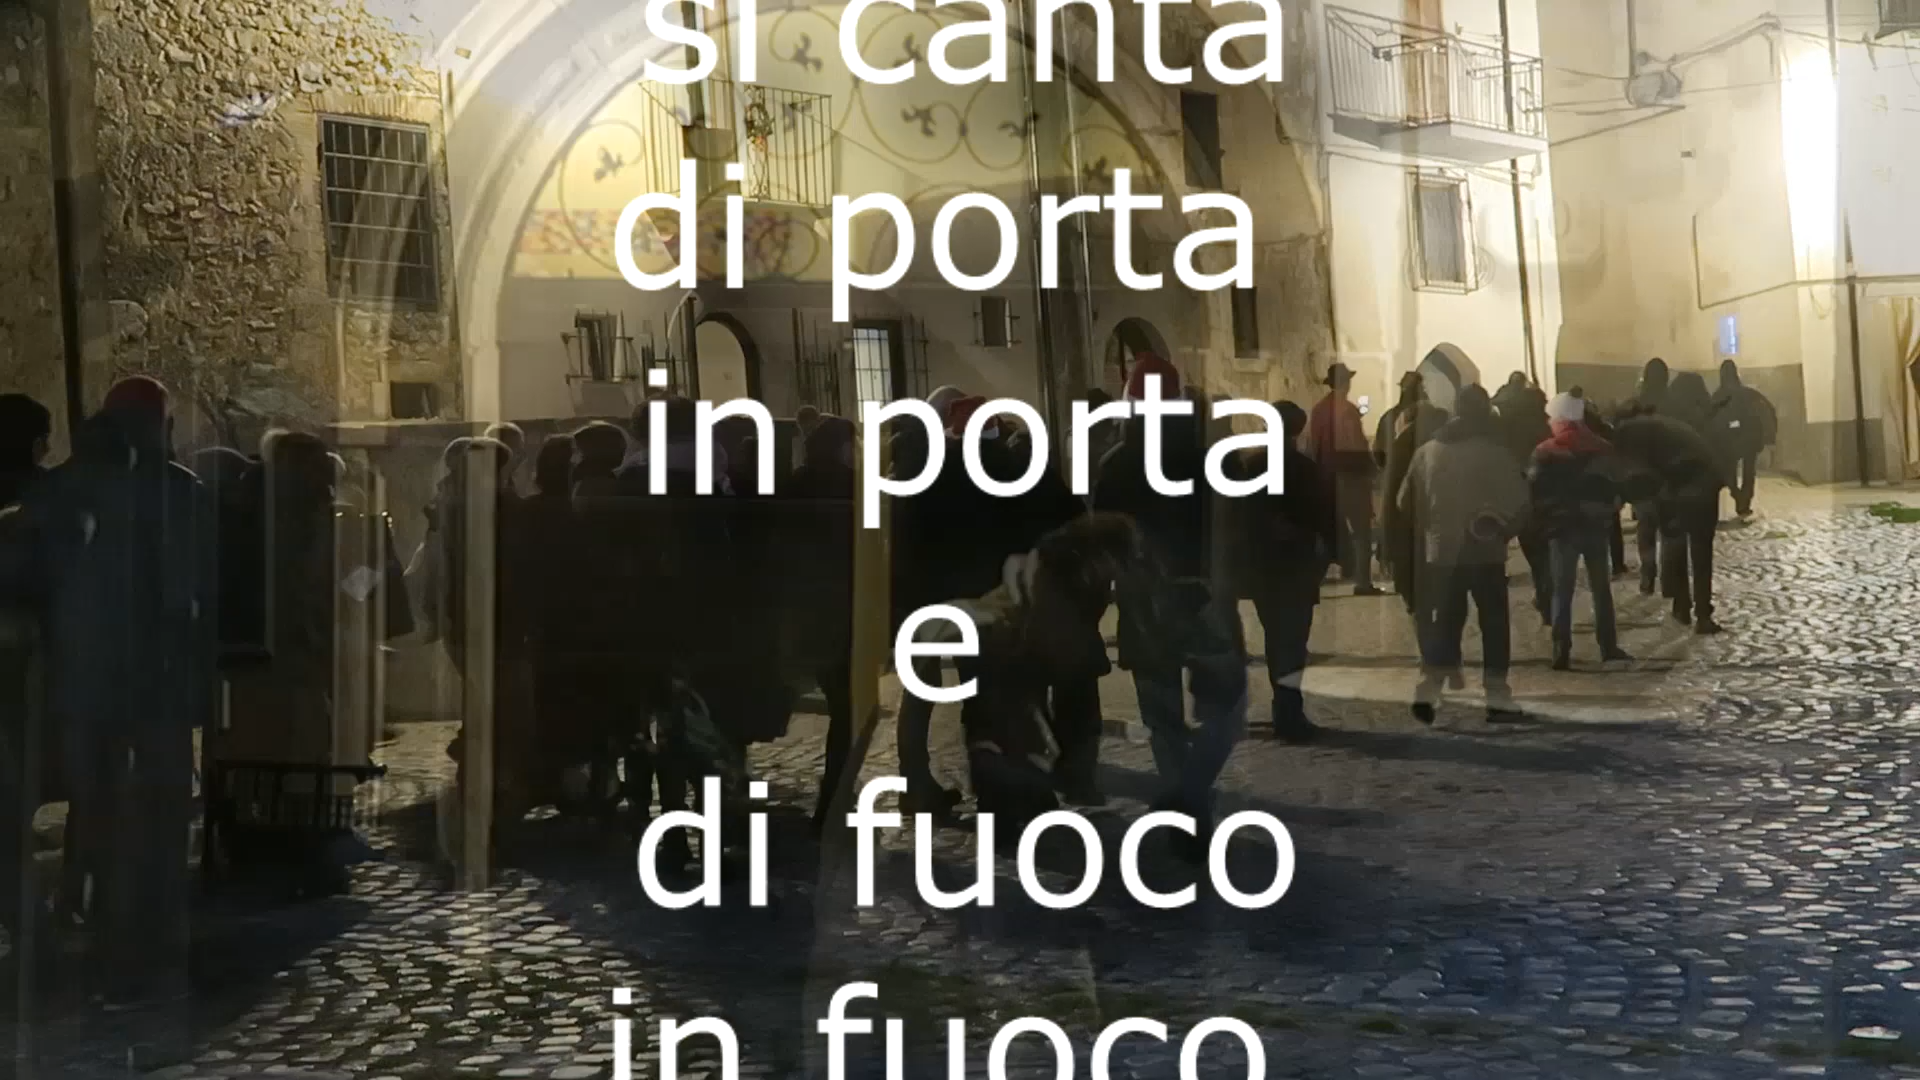 si canta
di porta
in porta
e
di fuoco
in fuoco